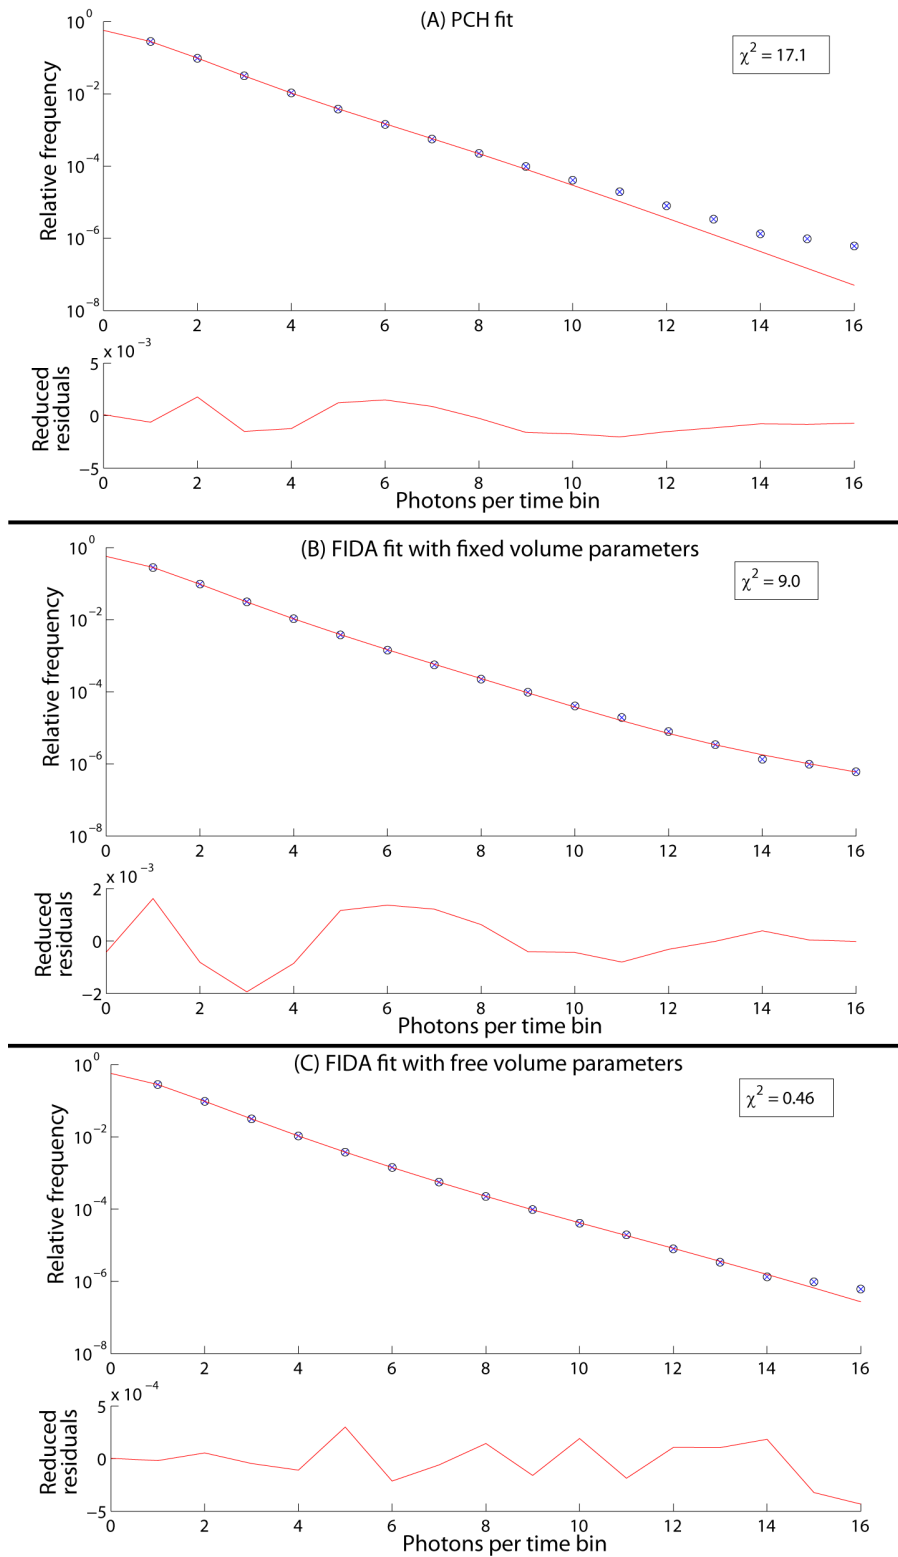 (A) PCH fit
χ² = 17.1
Relative frequency
10⁰
10⁻²
10⁻⁴
10⁻⁶
10⁻⁸
0 2 4 6 8 10 12 14 16
x 10⁻³
Reduced
residuals
5
0
−5
0 2 4 6 8 10 12 14 16
Photons per time bin
(B) FIDA fit with fixed volume parameters
χ² = 9.0
Relative frequency
10⁰
10⁻²
10⁻⁴
10⁻⁶
10⁻⁸
0 2 4 6 8 10 12 14 16
x 10⁻³
Reduced
residuals
2
0
−2
0 2 4 6 8 10 12 14 16
Photons per time bin
(C) FIDA fit with free volume parameters
χ² = 0.46
Relative frequency
10⁰
10⁻²
10⁻⁴
10⁻⁶
10⁻⁸
0 2 4 6 8 10 12 14 16
x 10⁻⁴
Reduced
residuals
5
0
−5
0 2 4 6 8 10 12 14 16
Photons per time bin